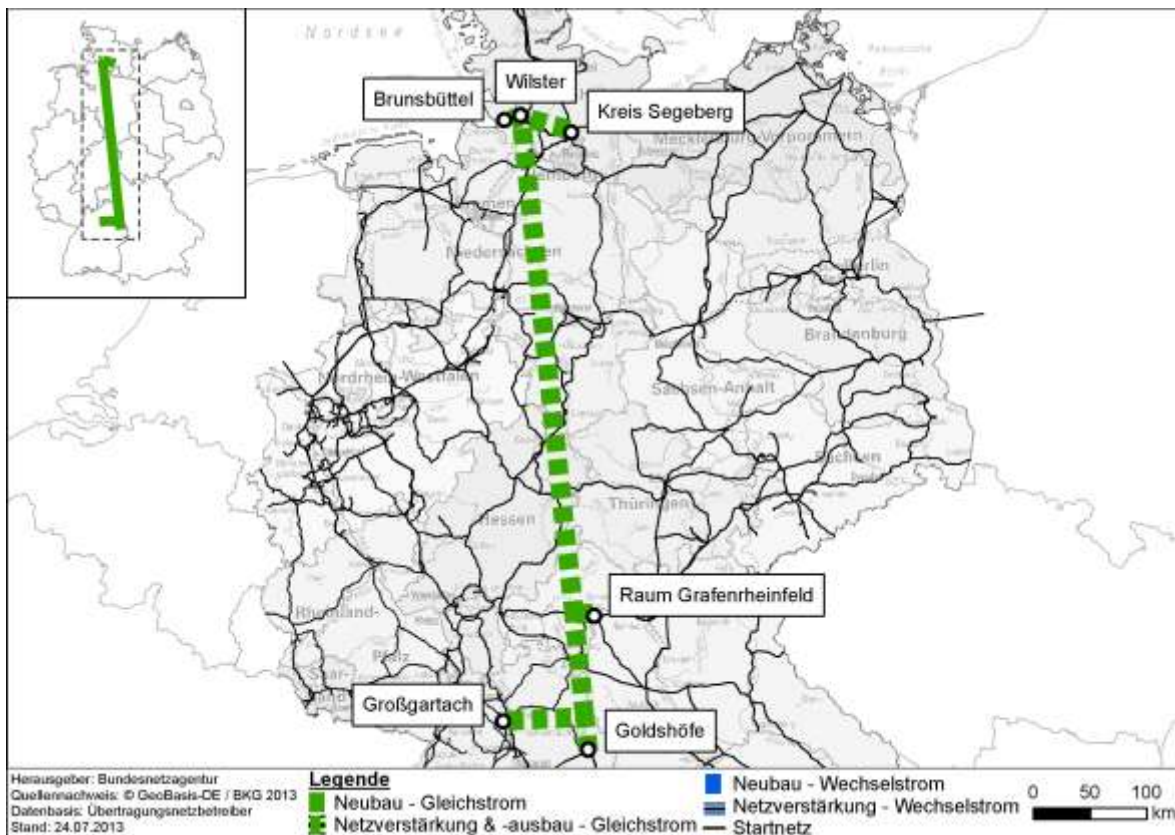 Nordsee
Wilster
Brunsbüttel
Kreis Segeberg
Mecklenburg-Vorpommern
Niedersachsen
Berlin
Brandenburg
Nordrhein-Westfalen
Sachsen-Anhalt
Sachsen
Thüringen
Hessen
Raum Grafenrheinfeld
Rheinland-
Pfalz
Saar-
land
Großgartach
Goldshöfe
Herausgeber: Bundesnetzagentur
Quellennachweis: © GeoBasis-DE / BKG 2013
Datenbasis: Übertragungsnetzbetreiber
Stand: 24.07.2013
Legende
Neubau - Gleichstrom
Netzverstärkung & -ausbau - Gleichstrom
Neubau - Wechselstrom
Netzverstärkung - Wechselstrom
Startnetz
0 50 100
km